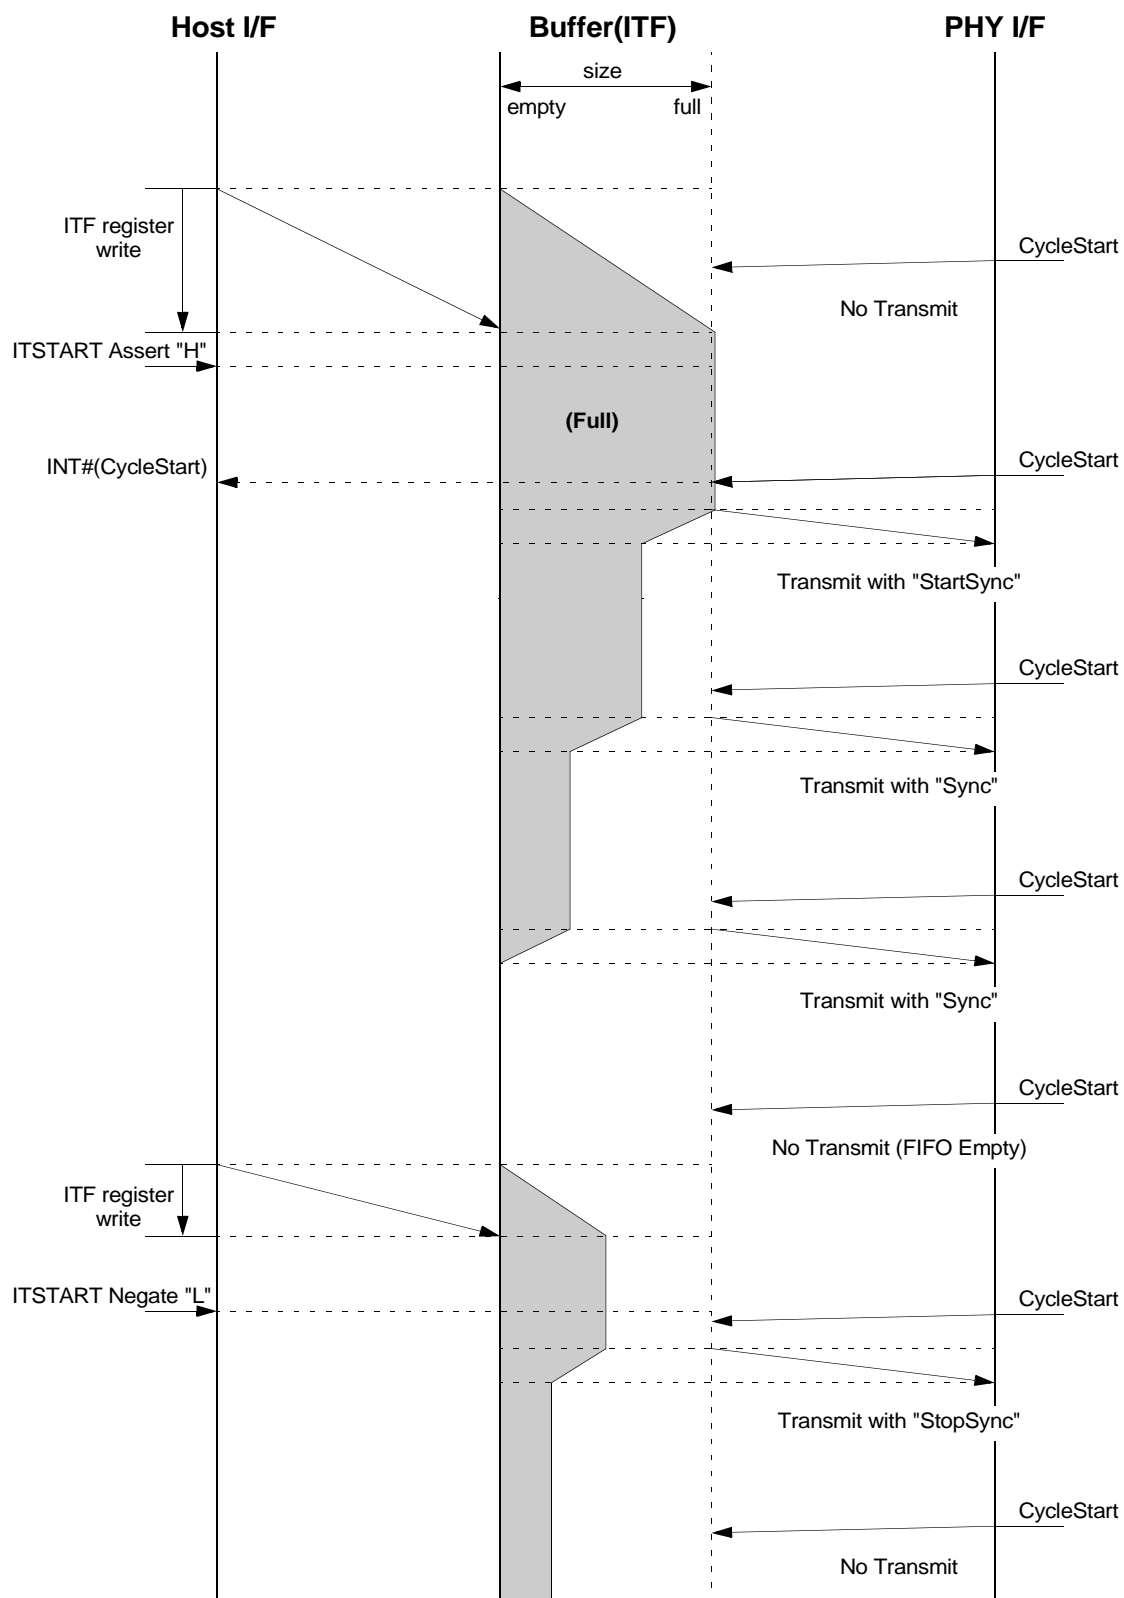 Host I/F
Buffer(ITF)
PHY I/F
size
empty
full
ITF register
write
CycleStart
No Transmit
ITSTART Assert "H"
(Full)
INT#(CycleStart)
CycleStart
Transmit with "StartSync"
CycleStart
Transmit with "Sync"
CycleStart
Transmit with "Sync"
CycleStart
No Transmit (FIFO Empty)
ITF register
write
ITSTART Negate "L"
CycleStart
Transmit with "StopSync"
CycleStart
No Transmit